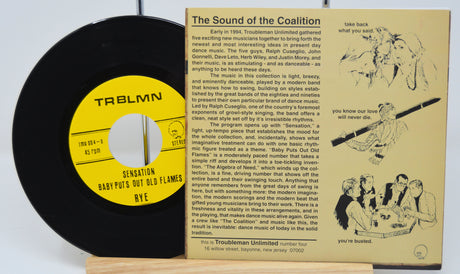 TRBLMN
TMU 004-B
45 rpm
STEREO
SENSATION
BABY PUTS OUT OLD FLAMES
RYE
The Sound of the Coalition
Early in 1994, Troubleman Unlimited gathered
five exciting new musicians together to bring forth the
newest and most interesting ideas in present day
dance music. The five guys, Ralph Cuseglio, John
Gonnelli, Dave Leto, Herb Wiley, and Justin Morey, and
their music, is as stimulating - and as danceable - as
anything to be heard these days.
The music in this collection is light, breezy,
and eminently danceable, played by a modern band
that knows how to swing, building on styles estab-
lished by the great bands of the eighties and nineties
to present their own particular brand of dance music.
Led by Ralph Cuseglio, one of the country's foremost
exponents of growl-style singing, the band offers a
clean, neat style set off by it's irresistible rhythms.
The program opens up with "Sensation," a
light, up-tempo piece that establishes the mood for
the whole collection, and, incidentally, shows what
imaginative treatment can do with one basic rhyth-
mic figure treated as a theme. "Baby Puts Out Old
Flames" is a moderately paced number that takes a
simple riff and develops it into a toe-tickling inven-
tion. "The Algebra of Need," which winds up the col-
lection, is a fine, driving number that shows off the
entire band and their swinging touch. Anything that
anyone remembers from the great days of swing is
here, but with something more: the modern imagina-
tion, the modern scorings and the modern beat that
gifted young musicians bring to their work. There is a
freshness and vitality in these arrangements, and in
the playing, that makes dance music alive again. Given
a crew like "The Coalition" and music like this, the
result is inevitable: dance music of today in the solid
tradition.
this is Troubleman Unlimited number four
16 willow street, bayonne, new jersey 07002
take back
what you said.
you know our love
will never die.
you're busted.